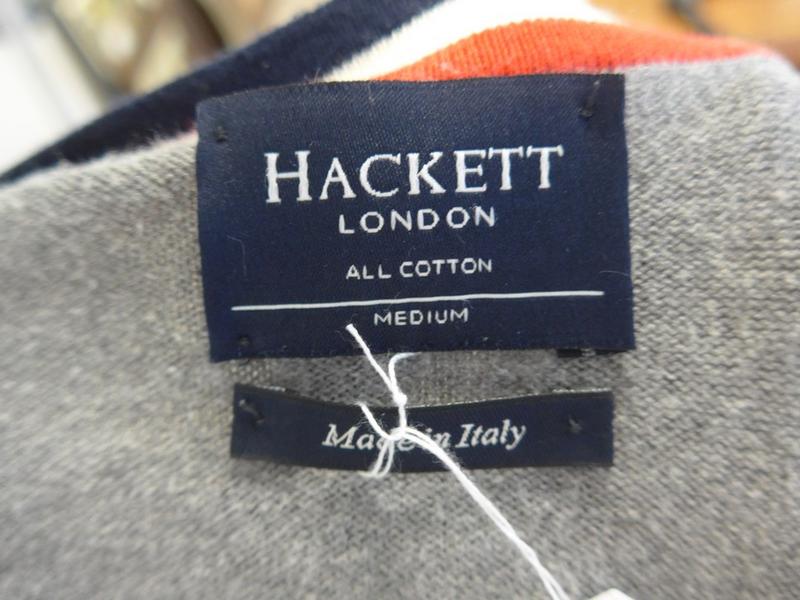 HACKETT
LONDON
ALL COTTON
MEDIUM
Made in Italy